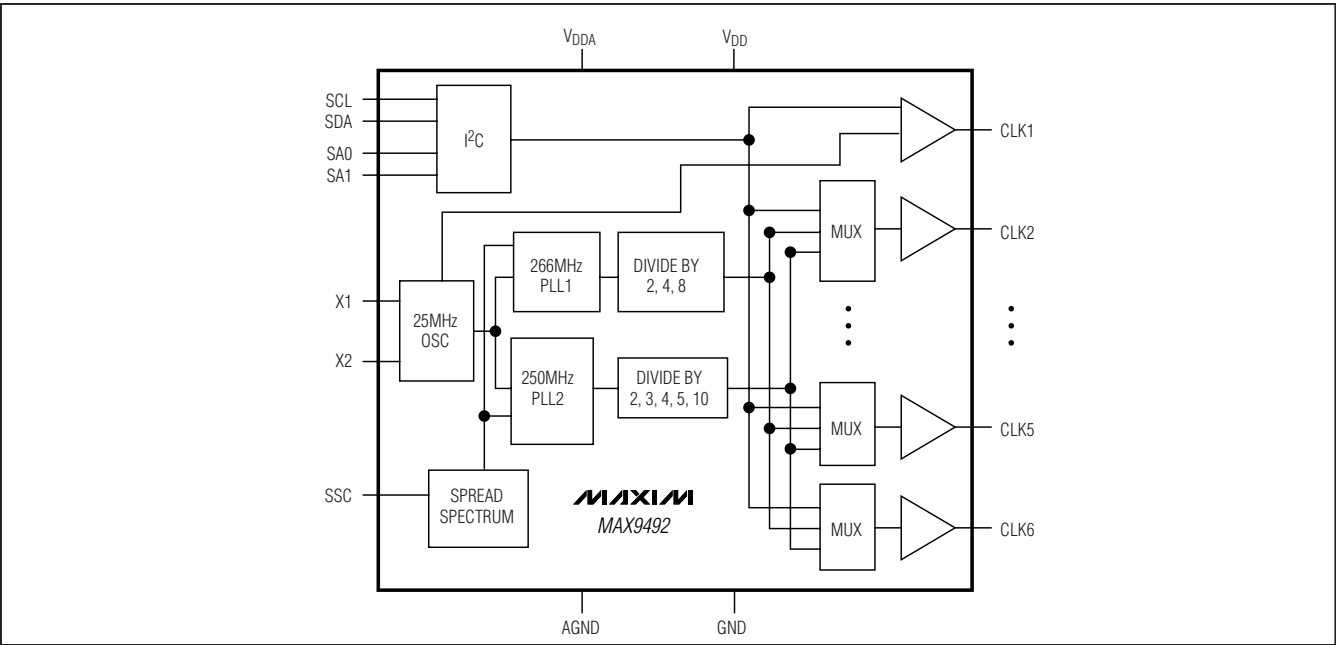 VDDA
VDD
SCL
SDA
SA0
SA1
I2C
CLK1
MUX
CLK2
266MHz
PLL1
DIVIDE BY
2, 4, 8
X1
X2
25MHz
OSC
250MHz
PLL2
DIVIDE BY
2, 3, 4, 5, 10
MUX
CLK5
SSC
SPREAD
SPECTRUM
MAXIM
MAX9492
MUX
CLK6
AGND
GND